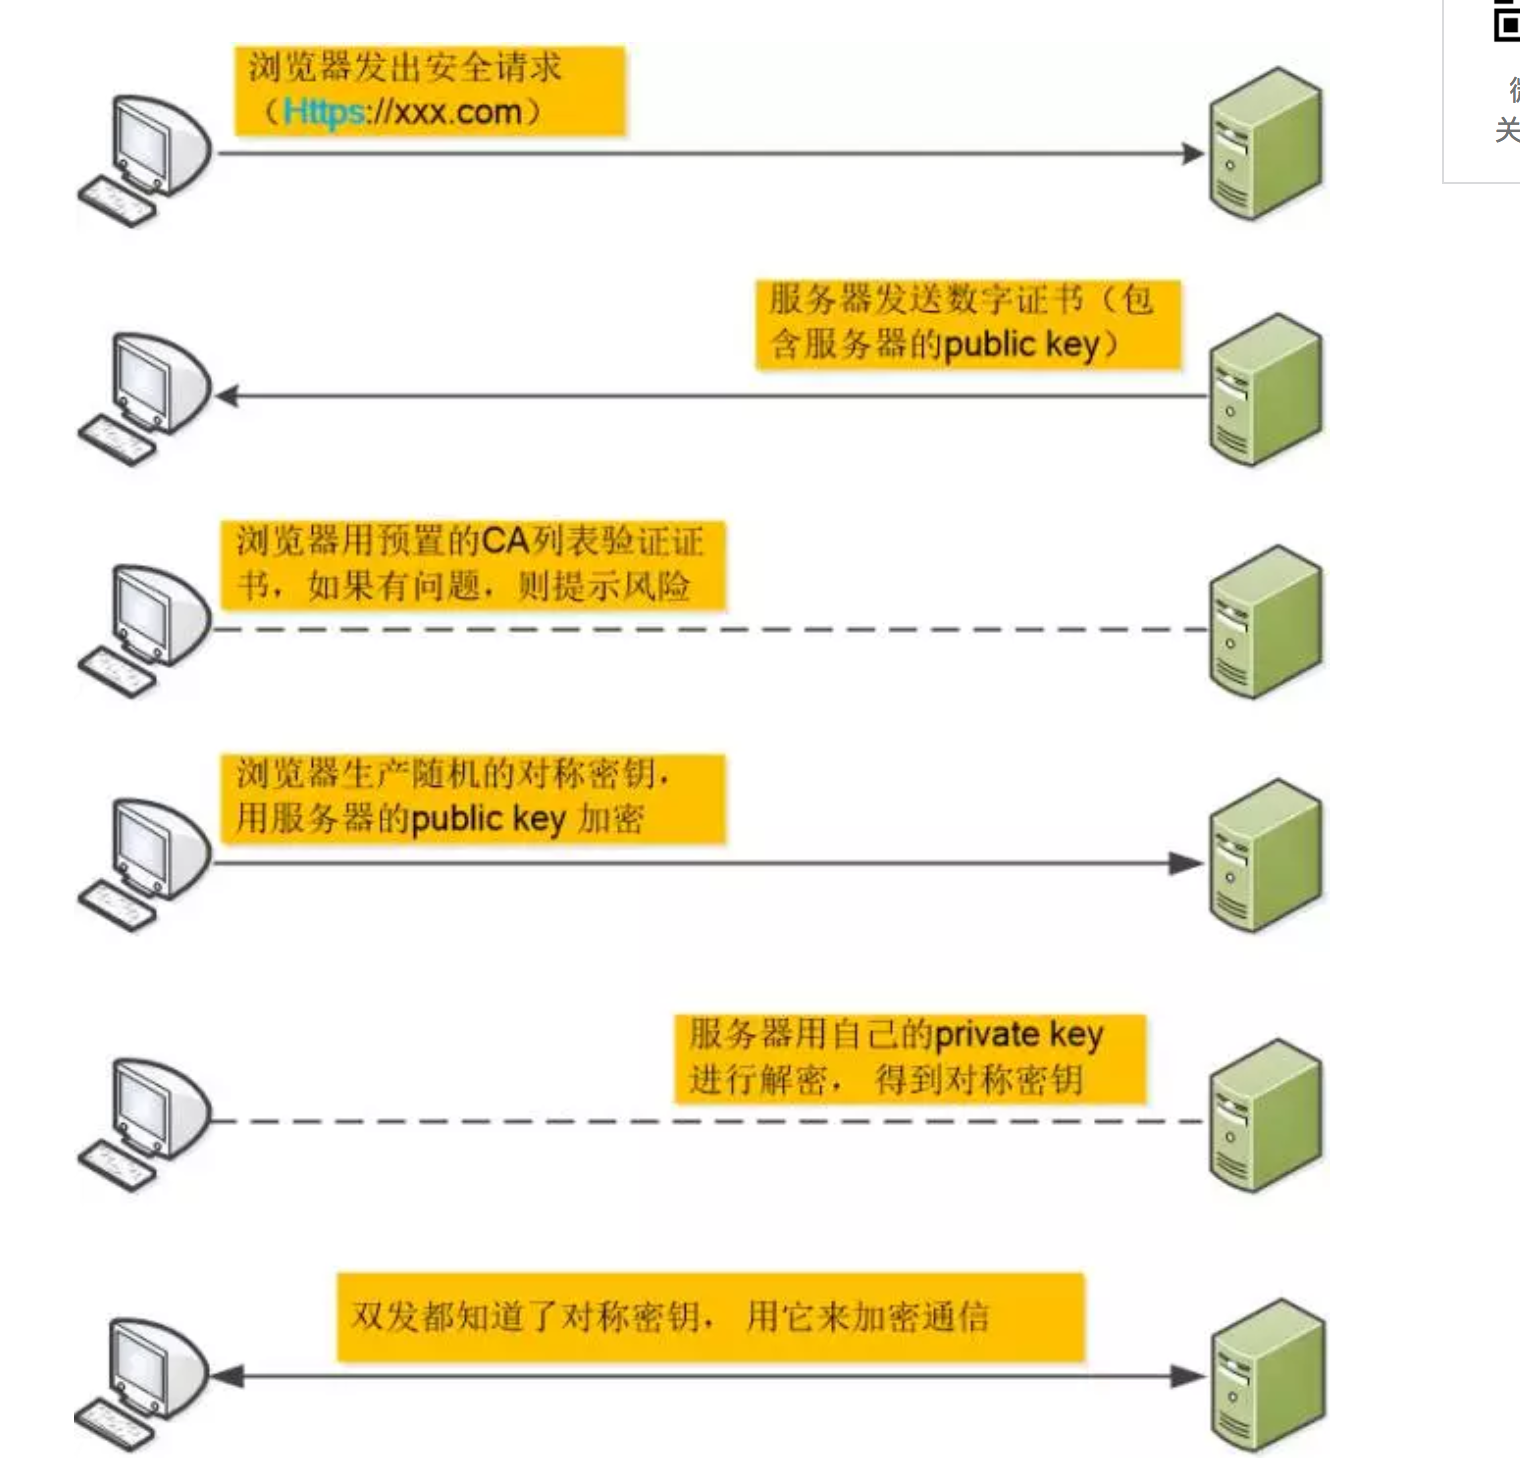 浏览器发出安全请求
（Https://xxx.com）
关
服务器发送数字证书（包
含服务器的public key）
浏览器用预置的CA列表验证证
书，如果有问题，则提示风险
浏览器生产随机的对称密钥，
用服务器的public key 加密
服务器用自己的private key
进行解密， 得到对称密钥
双发都知道了对称密钥， 用它来加密通信